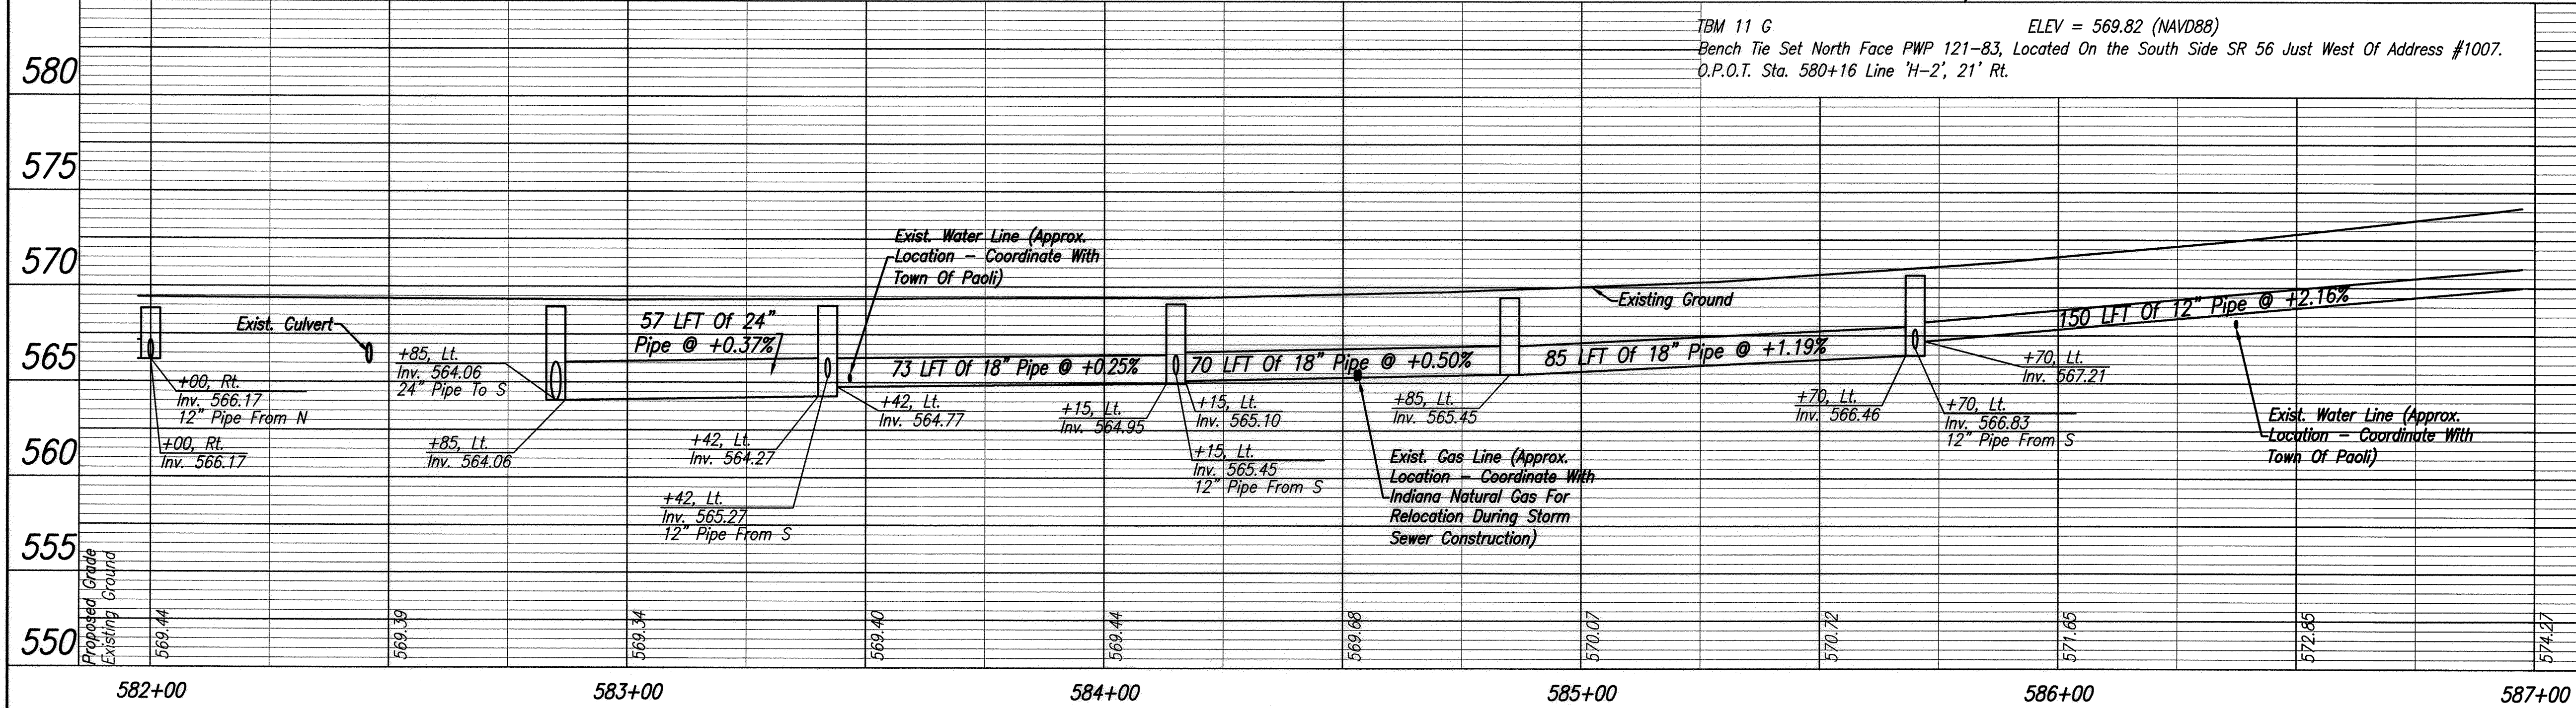 TBM 11 G ELEV = 569.82 (NAVD88)
Bench Tie Set North Face PWP 121-83, Located On the South Side SR 56 Just West Of Address #1007.
O.P.O.T. Sta. 580+16 Line 'H-2', 21' Rt.
580
575
570
565
560
555
550
Exist. Culvert
+00, Rt.
Inv. 566.17
12" Pipe From N
+00, Rt.
Inv. 566.17
+85, Lt.
Inv. 564.06
24" Pipe To S
+85, Lt.
Inv. 564.06
57 LFT Of 24"
Pipe @ +0.37%
+42, Lt.
Inv. 564.27
+42, Lt.
Inv. 565.27
12" Pipe From S
Exist. Water Line (Approx.
Location - Coordinate With
Town Of Paoli)
73 LFT Of 18" Pipe @ +0.25%
+42, Lt.
Inv. 564.77
+15, Lt.
Inv. 564.95
70 LFT Of 18" Pipe @ +0.50%
+15, Lt.
Inv. 565.10
+15, Lt.
Inv. 565.45
12" Pipe From S
+85, Lt.
Inv. 565.45
Exist. Gas Line (Approx.
Location - Coordinate With
Indiana Natural Gas For
Relocation During Storm
Sewer Construction)
Existing Ground
85 LFT Of 18" Pipe @ +1.19%
+70, Lt.
Inv. 566.46
+70, Lt.
Inv. 566.83
12" Pipe From S
+70, Lt.
Inv. 567.21
150 LFT Of 12" Pipe @ +2.16%
Exist. Water Line (Approx.
Location - Coordinate With
Town Of Paoli)
Proposed Grade
Existing Ground
569.44
569.39
569.34
569.40
569.44
569.68
570.07
570.72
571.65
572.85
574.27
582+00
583+00
584+00
585+00
586+00
587+00